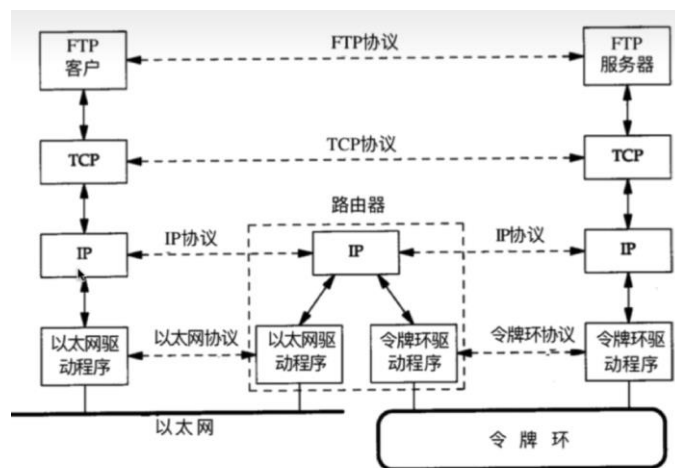 FTP
客户
FTP协议
FTP
服务器
TCP
TCP协议
TCP
路由器
IP
IP协议
IP
IP协议
IP
以太网驱
动程序
以太网协议
以太网驱
动程序
令牌环驱
动程序
令牌环协议
令牌环驱
动程序
以太网
令牌环